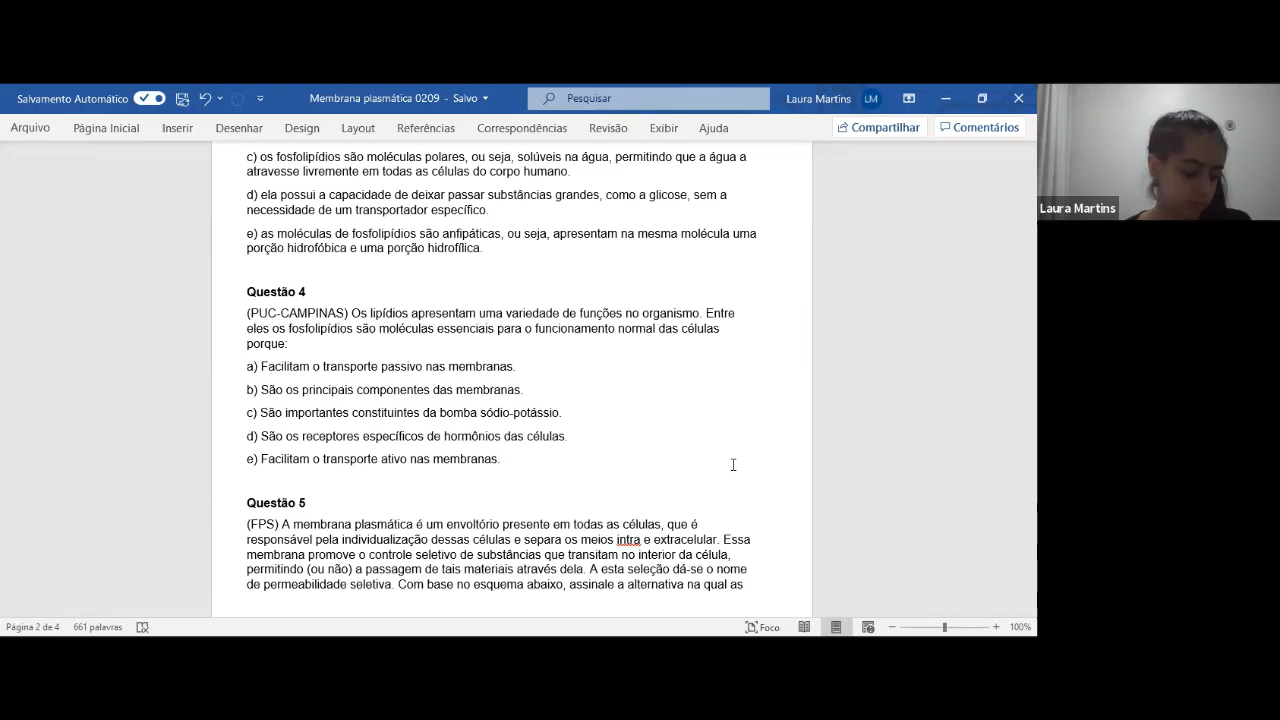 Salvamento Automático
Membrana plasmática 0209 - Salvo
Pesquisar
Laura Martins LM
Arquivo Página Inicial Inserir Desenhar Design Layout Referências Correspondências Revisão Exibir Ajuda Compartilhar Comentários
c) os fosfolipídios são moléculas polares, ou seja, solúveis na água, permitindo que a água a
atravesse livremente em todas as células do corpo humano.
d) ela possui a capacidade de deixar passar substâncias grandes, como a glicose, sem a
necessidade de um transportador específico.
e) as moléculas de fosfolipídios são anfipáticas, ou seja, apresentam na mesma molécula uma
porção hidrofóbica e uma porção hidrofílica.
Questão 4
(PUC-CAMPINAS) Os lipídios apresentam uma variedade de funções no organismo. Entre
eles os fosfolipídios são moléculas essenciais para o funcionamento normal das células
porque:
a) Facilitam o transporte passivo nas membranas.
b) São os principais componentes das membranas.
c) São importantes constituintes da bomba sódio-potássio.
d) São os receptores específicos de hormônios das células.
e) Facilitam o transporte ativo nas membranas.
Questão 5
(FPS) A membrana plasmática é um envoltório presente em todas as células, que é
responsável pela individualização dessas células e separa os meios intra e extracelular. Essa
membrana promove o controle seletivo de substâncias que transitam no interior da célula,
permitindo (ou não) a passagem de tais materiais através dela. A esta seleção dá-se o nome
de permeabilidade seletiva. Com base no esquema abaixo, assinale a alternativa na qual as
Página 2 de 4 661 palavras
Foco
100%
Laura Martins